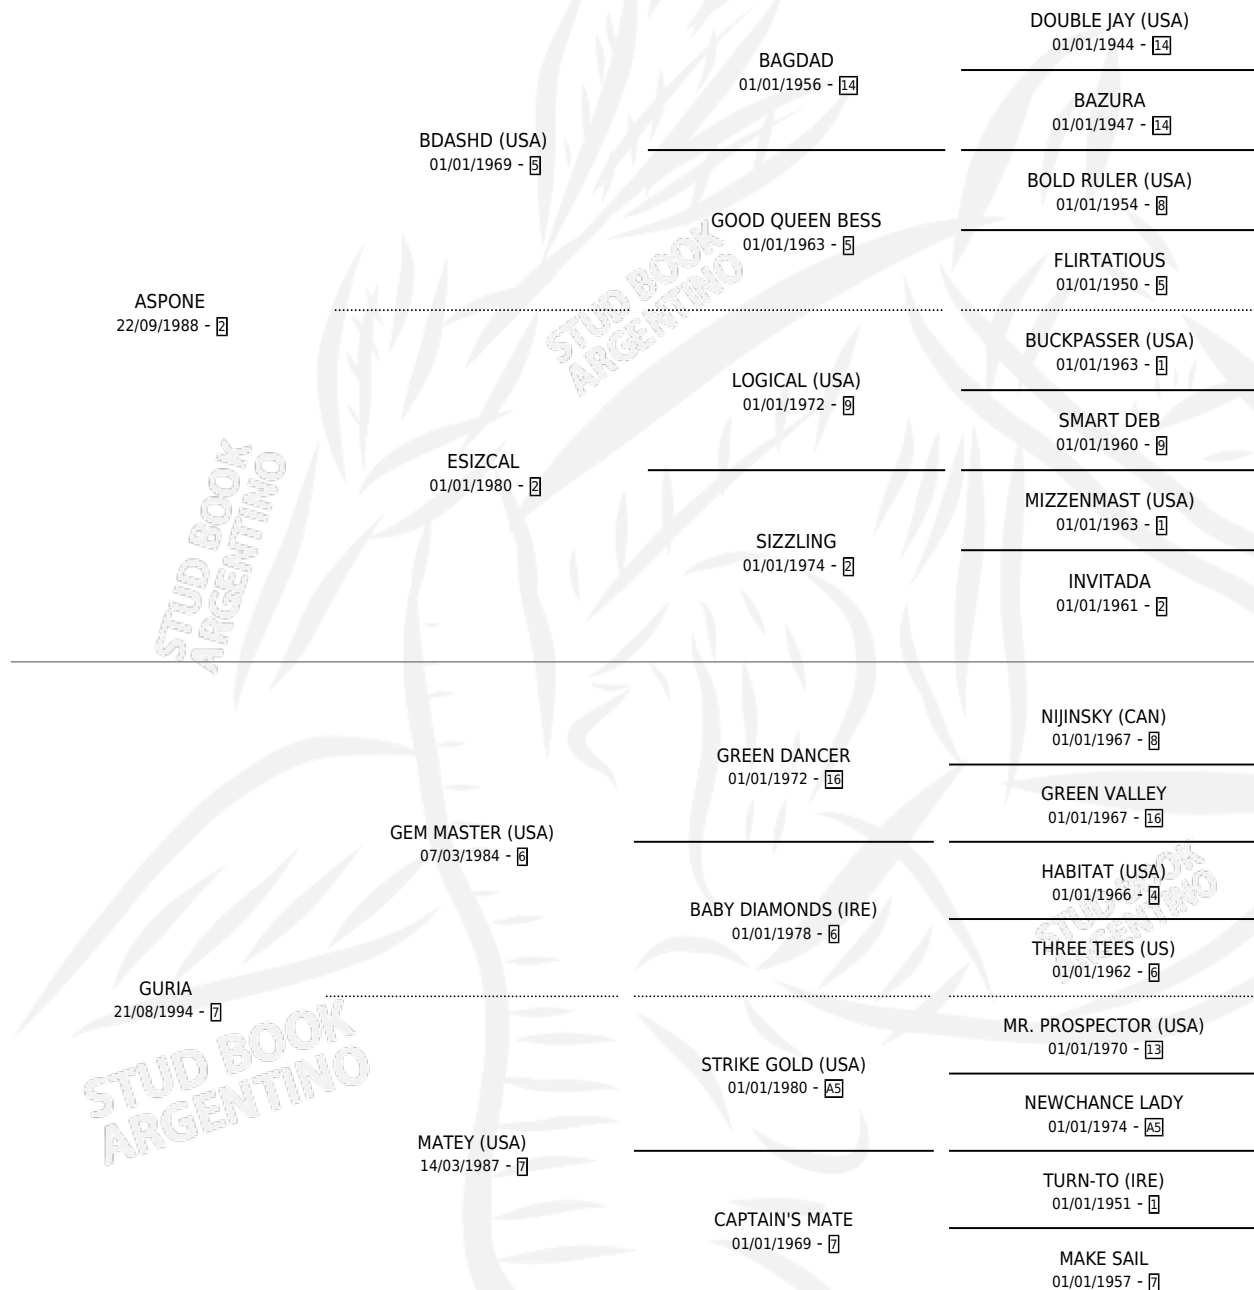 DOUBLE JAY (USA)
01/01/1944 - 14
BAGDAD
01/01/1956 - 14
BAZURA
01/01/1947 - 14
BDASHD (USA)
01/01/1969 - 5
BOLD RULER (USA)
01/01/1954 - 8
GOOD QUEEN BESS
01/01/1963 - 5
FLIRTATIOUS
01/01/1950 - 5
ASPONE
22/09/1988 - 2
BUCKPASSER (USA)
01/01/1963 - 1
LOGICAL (USA)
01/01/1972 - 9
SMART DEB
01/01/1960 - 9
ESIZCAL
01/01/1980 - 2
MIZZENMAST (USA)
01/01/1963 - 1
SIZZLING
01/01/1974 - 2
INVITADA
01/01/1961 - 2
NIJINSKY (CAN)
01/01/1967 - 8
GREEN DANCER
01/01/1972 - 16
GREEN VALLEY
01/01/1967 - 16
GEM MASTER (USA)
07/03/1984 - 6
HABITAT (USA)
01/01/1966 - 4
BABY DIAMONDS (IRE)
01/01/1978 - 6
THREE TEES (US)
01/01/1962 - 6
GURIA
21/08/1994 - 7
MR. PROSPECTOR (USA)
01/01/1970 - 13
STRIKE GOLD (USA)
01/01/1980 - A5
NEWCHANCE LADY
01/01/1974 - A5
MATEY (USA)
14/03/1987 - 7
TURN-TO (IRE)
01/01/1951 - 1
CAPTAIN'S MATE
01/01/1969 - 7
MAKE SAIL
01/01/1957 - 7
STUD BOOK
ARGENTINO
STUD BOOK
ARGENTINO
STUD BOOK
ARGENTINO
STUD BOOK
ARGENTINO